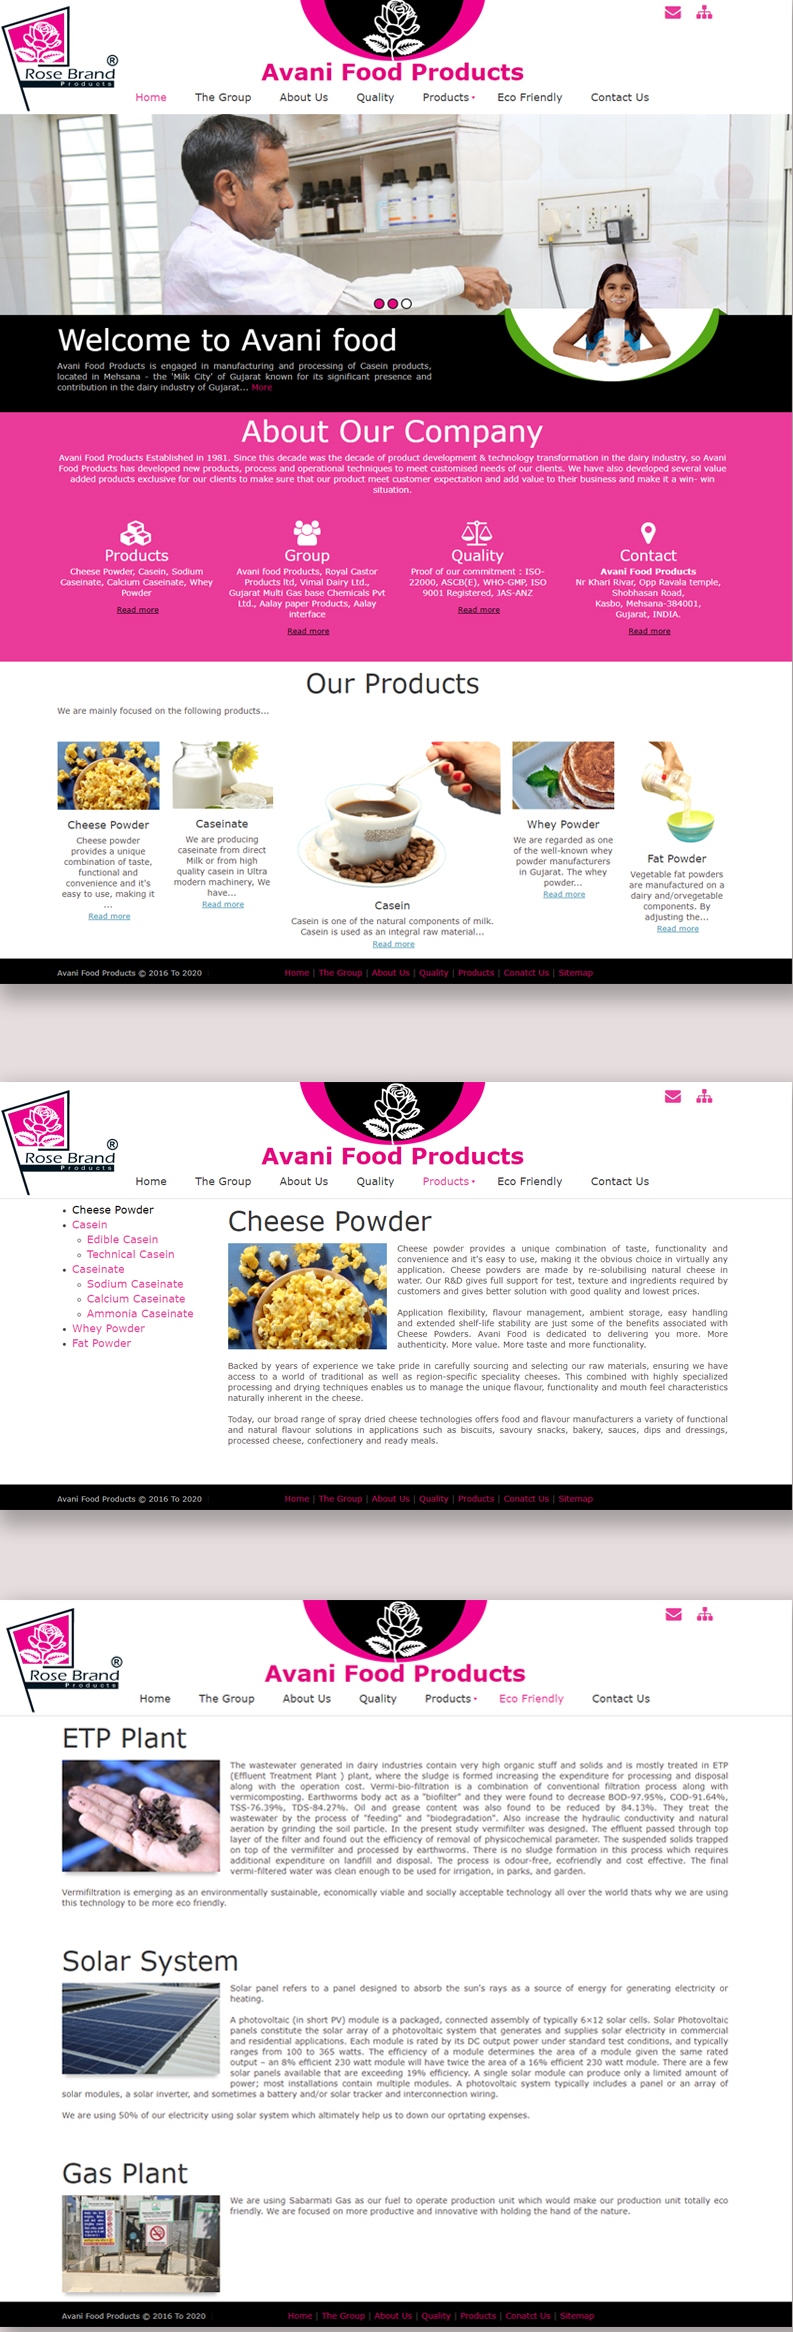 Rose Brand ®
Products
Avani Food Products
Home The Group About Us Quality Products Eco Friendly Contact Us
Welcome to Avani food
Avani Food Products is engaged in manufacturing and processing of Casein products,
located in Mehsana - the 'Milk City' of Gujarat known for its significant presence and
contribution in the dairy industry of Gujarat... More
About Our Company
Avani Food Products Established in 1981. Since this decade was the decade of product development & technology transformation in the dairy industry, so Avani
Food Products has developed new products, process and operational techniques to meet customised needs of our clients. We have also developed several value
added products exclusive for our clients to make sure that our product meet customer expectation and add value to their business and make it a win- win
situation.
Products
Cheese Powder, Casein, Sodium
Caseinate, Calcium Caseinate, Whey
Powder
Read more
Group
Avani food Products, Royal Castor
Products ltd, Vimal Dairy Ltd.,
Gujarat Multi Gas base Chemicals Pvt
Ltd., Aalay paper Products, Aalay
interface
Read more
Quality
Proof of our commitment : ISO-
22000, ASCB(E), WHO-GMP, ISO
9001 Registered, JAS-ANZ
Read more
Contact
Avani Food Products
Nr Khari Rivar, Opp Ravala temple,
Shobhasan Road,
Kasbo, Mehsana-384001,
Gujarat, INDIA.
Read more
Our Products
We are mainly focused on the following products...
Cheese Powder
Cheese powder
provides a unique
combination of taste,
functional and
convenience and it's
easy to use, making it
...
Read more
Caseinate
We are producing
caseinate from direct
Milk or from high
quality casein in Ultra
modern machinery, We
have...
Read more
Casein
Casein is one of the natural components of milk.
Casein is used as an integral raw material...
Read more
Whey Powder
We are regarded as one
of the well-known whey
powder manufacturers
in Gujarat. The whey
powder...
Read more
Fat Powder
Vegetable fat powders
are manufactured on a
dairy and/orvegetable
components. By
adjusting the...
Read more
Avani Food Products © 2016 To 2020 Home | The Group | About Us | Quality | Products | Conatct Us | Sitemap
Rose Brand ®
Products
Avani Food Products
Home The Group About Us Quality Products Eco Friendly Contact Us
Cheese Powder
Casein
Edible Casein
Technical Casein
Caseinate
Sodium Caseinate
Calcium Caseinate
Ammonia Caseinate
Whey Powder
Fat Powder
Cheese Powder
Cheese powder provides a unique combination of taste, functionality and
convenience and it's easy to use, making it the obvious choice in virtually any
application. Cheese powders are made by re-solubilising natural cheese in
water. Our R&D gives full support for test, texture and ingredients required by
customers and gives better solution with good quality and lowest prices.
Application flexibility, flavour management, ambient storage, easy handling
and extended shelf-life stability are just some of the benefits associated with
Cheese Powders. Avani Food is dedicated to delivering you more. More
authenticity. More value. More taste and more functionality.
Backed by years of experience we take pride in carefully sourcing and selecting our raw materials, ensuring we have
access to a world of traditional as well as region-specific speciality cheeses. This combined with highly specialized
processing and drying techniques enables us to manage the unique flavour, functionality and mouth feel characteristics
naturally inherent in the cheese.
Today, our broad range of spray dried cheese technologies offers food and flavour manufacturers a variety of functional
and natural flavour solutions in applications such as biscuits, savoury snacks, bakery, sauces, dips and dressings,
processed cheese, confectionery and ready meals.
Avani Food Products © 2016 To 2020 Home | The Group | About Us | Quality | Products | Conatct Us | Sitemap
Rose Brand ®
Products
Avani Food Products
Home The Group About Us Quality Products Eco Friendly Contact Us
ETP Plant
The wastewater generated in dairy industries contain very high organic stuff and solids and is mostly treated in ETP
(Effluent Treatment Plant ) plant, where the sludge is formed increasing the expenditure for processing and disposal
along with the operation cost. Vermi-bio-filtration is a combination of conventional filtration process along with
vermicomposting. Earthworms body act as a "biofilter" and they were found to decrease BOD-97.95%, COD-91.64%,
TSS-76.39%, TDS-84.27%. Oil and grease content was also found to be reduced by 84.13%. They treat the
wastewater by the process of "feeding" and "biodegradation". Also increase the hydraulic conductivity and natural
aeration by grinding the soil particle. In the present study vermifilter was designed. The effluent passed through top
layer of the filter and found out the efficiency of removal of physicochemical parameter. The suspended solids trapped
on top of the vermifilter and processed by earthworms. There is no sludge formation in this process which requires
additional expenditure on landfill and disposal. The process is odour-free, ecofriendly and cost effective. The final
vermi-filtered water was clean enough to be used for irrigation, in parks, and garden.
Vermifiltration is emerging as an environmentally sustainable, economically viable and socially acceptable technology all over the world thats why we are using
this technology to be more eco friendly.
Solar System
Solar panel refers to a panel designed to absorb the sun's rays as a source of energy for generating electricity or
heating.
A photovoltaic (in short PV) module is a packaged, connected assembly of typically 6×12 solar cells. Solar Photovoltaic
panels constitute the solar array of a photovoltaic system that generates and supplies solar electricity in commercial
and residential applications. Each module is rated by its DC output power under standard test conditions, and typically
ranges from 100 to 365 watts. The efficiency of a module determines the area of a module given the same rated
output – an 8% efficient 230 watt module will have twice the area of a 16% efficient 230 watt module. There are a few
solar panels available that are exceeding 19% efficiency. A single solar module can produce only a limited amount of
power; most installations contain multiple modules. A photovoltaic system typically includes a panel or an array of
solar modules, a solar inverter, and sometimes a battery and/or solar tracker and interconnection wiring.
We are using 50% of our electricity using solar system which altimately help us to down our oprtating expenses.
Gas Plant
We are using Sabarmati Gas as our fuel to operate production unit which would make our production unit totally eco
friendly. We are focused on more productive and innovative with holding the hand of the nature.
Avani Food Products © 2016 To 2020 Home | The Group | About Us | Quality | Products | Conatct Us | Sitemap